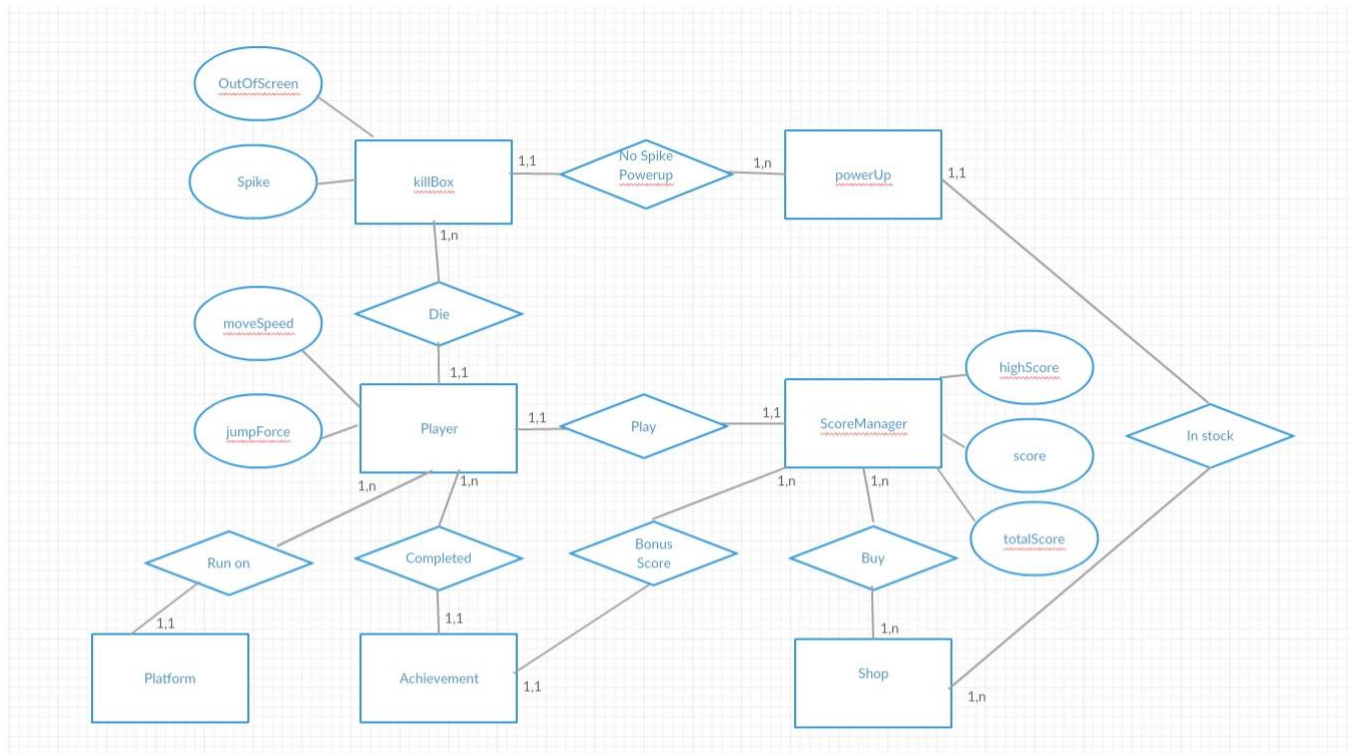 OutOfScreen
Spike
killBox
1,1
No Spike
Powerup
1,n
powerUp
1,1
1,n
Die
1,1
moveSpeed
jumpForce
Player
1,1
Play
1,1
ScoreManager
highScore
score
totalScore
In stock
1,n
1,n
1,n
1,n
Run on
Completed
Bonus
Score
Buy
1,1
1,1
1,n
Platform
Achievement
1,1
Shop
1,n